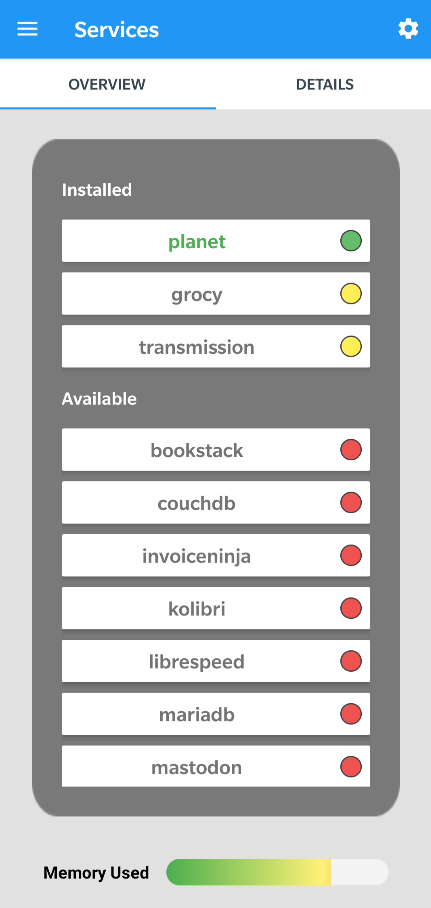 Services
OVERVIEW
DETAILS
Installed
planet
grocy
transmission
Available
bookstack
couchdb
invoiceninja
kolibri
librespeed
mariadb
mastodon
Memory Used